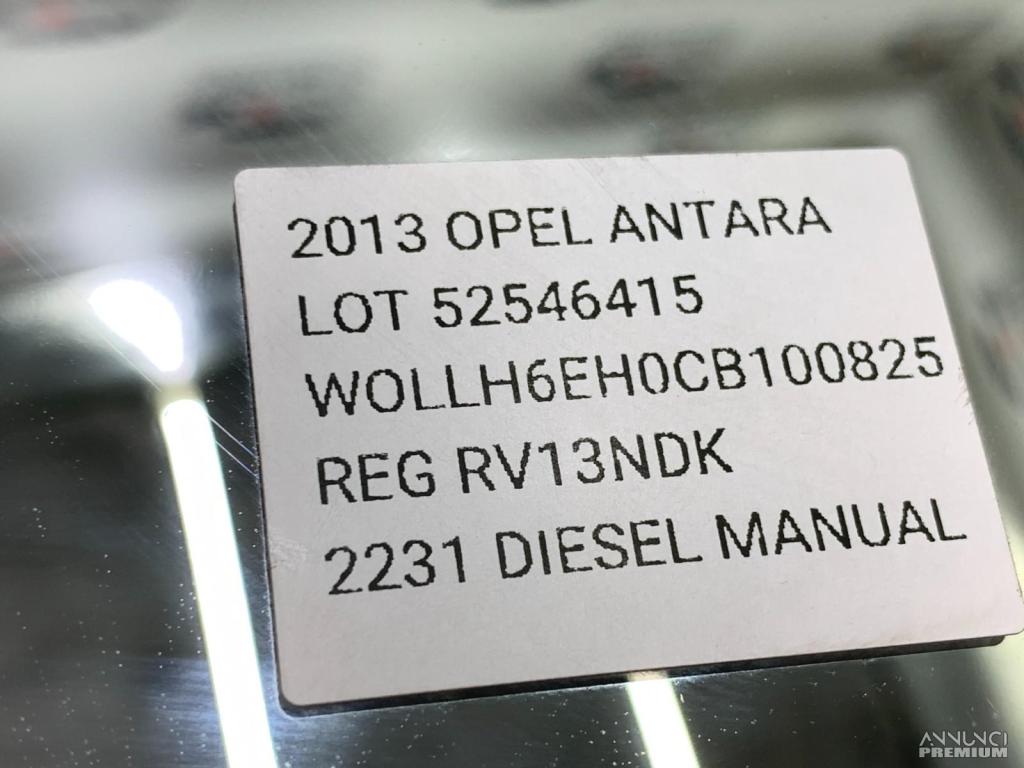 2013 OPEL ANTARA
LOT 52546415
WOLLH6EH0CB100825
REG RV13NDK
2231 DIESEL MANUAL
ANNUNCI
PREMIUM